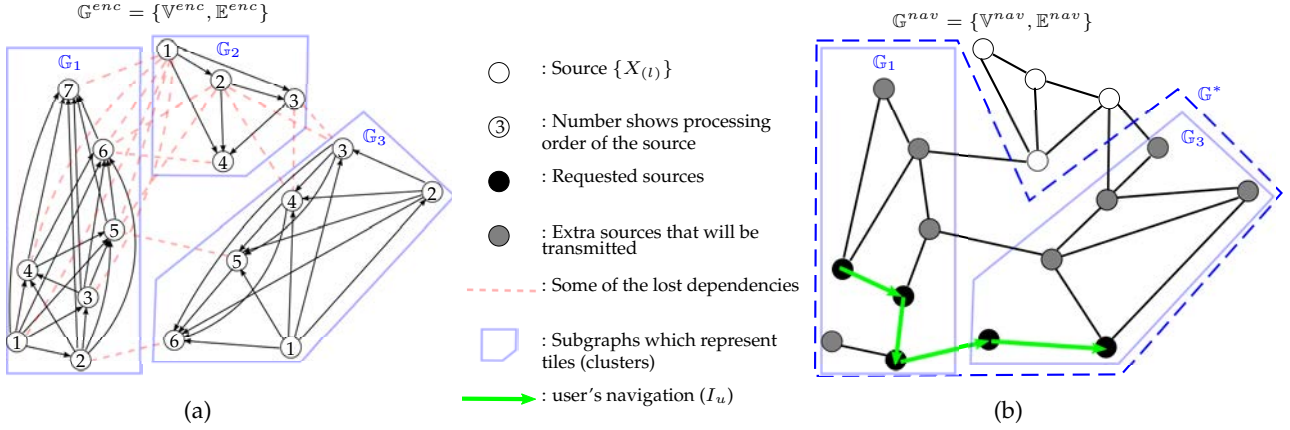 𝔾^{enc} = {𝕍^{enc}, 𝔼^{enc}}
𝔾₁
7
6
5
4
3
1
2
𝔾₂
1
2
3
4
𝔾₃
3
2
4
5
6
1
(a)
: Source {X_{(l)}}
3
: Number shows processing
order of the source
: Requested sources
: Extra sources that will be
transmitted
: Some of the lost dependencies
: Subgraphs which represent
tiles (clusters)
: user's navigation (I_u)
𝔾^{nav} = {𝕍^{nav}, 𝔼^{nav}}
𝔾₁
𝔾*
𝔾₃
(b)